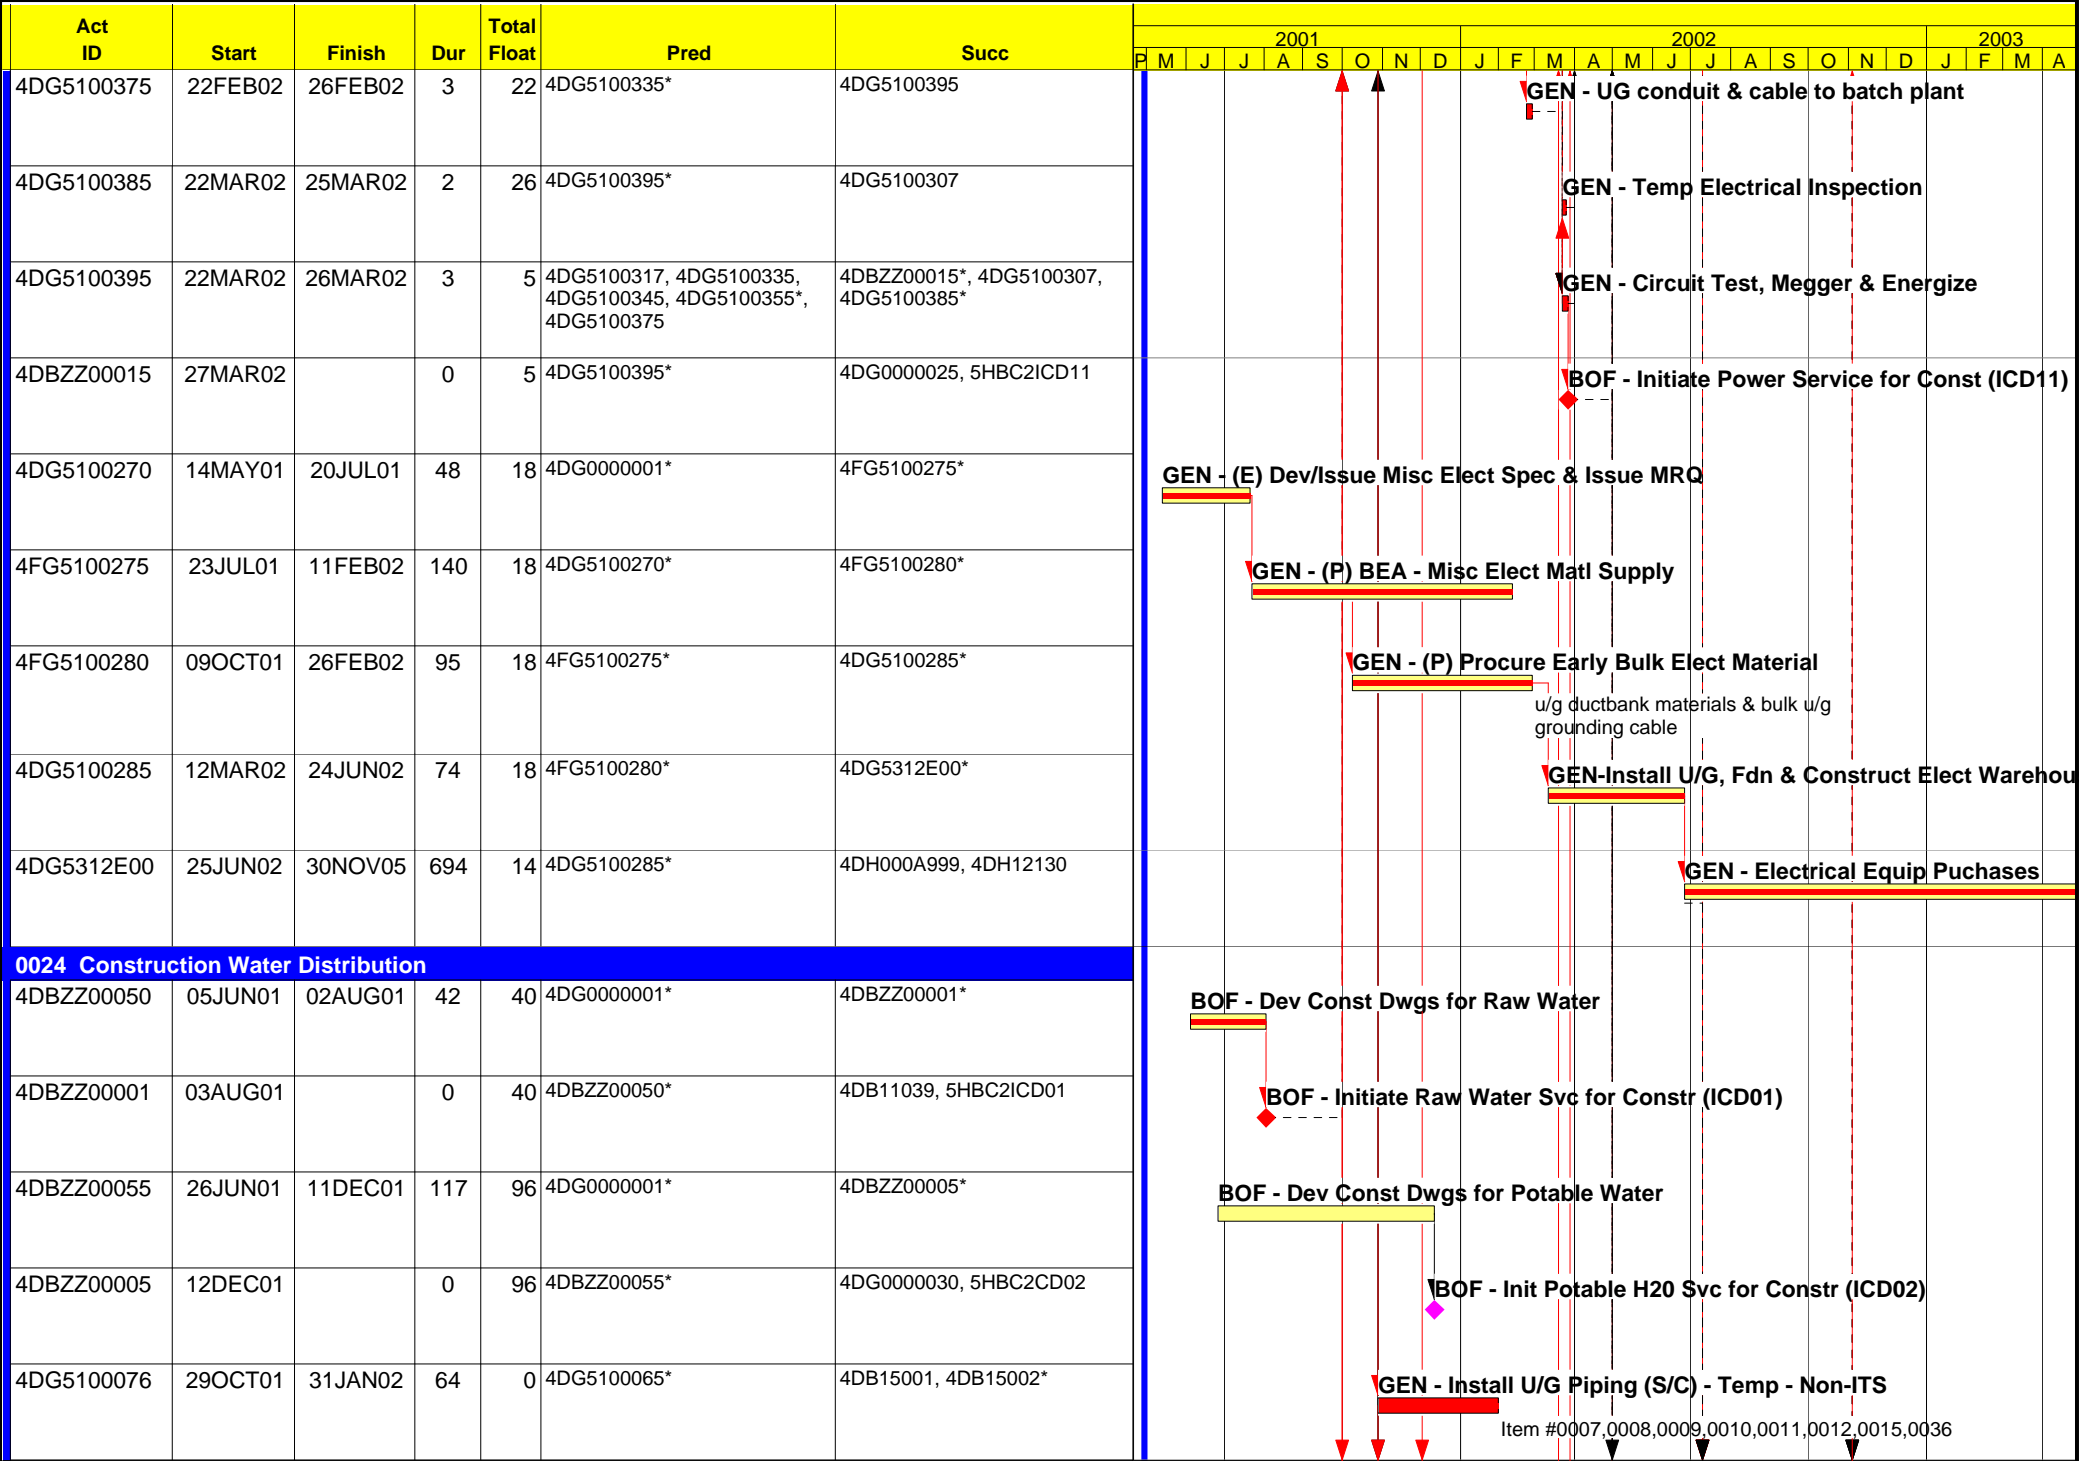 Act ID Start Finish Dur Total Float Pred Succ
2001 2002 2003
P M J J A S O N D J F M A M J J A S O N D J F M A
4DG5100375 22FEB02 26FEB02 3 22 4DG5100335* 4DG5100395
GEN - UG conduit & cable to batch plant
4DG5100385 22MAR02 25MAR02 2 26 4DG5100395* 4DG5100307
GEN - Temp Electrical Inspection
4DG5100395 22MAR02 26MAR02 3 5 4DG5100317, 4DG5100335, 4DBZZ00015*, 4DG5100307,
4DG5100345, 4DG5100355*, 4DG5100385*
4DG5100375
GEN - Circuit Test, Megger & Energize
4DBZZ00015 27MAR02 0 5 4DG5100395* 4DG0000025, 5HBC2ICD11
BOF - Initiate Power Service for Const (ICD11)
4DG5100270 14MAY01 20JUL01 48 18 4DG0000001* 4FG5100275*
GEN - (E) Dev/Issue Misc Elect Spec & Issue MRQ
4FG5100275 23JUL01 11FEB02 140 18 4DG5100270* 4FG5100280*
GEN - (P) BEA - Misc Elect Matl Supply
4FG5100280 09OCT01 26FEB02 95 18 4FG5100275* 4DG5100285*
GEN - (P) Procure Early Bulk Elect Material
u/g ductbank materials & bulk u/g
grounding cable
4DG5100285 12MAR02 24JUN02 74 18 4FG5100280* 4DG5312E00*
GEN-Install U/G, Fdn & Construct Elect Warehou
4DG5312E00 25JUN02 30NOV05 694 14 4DG5100285* 4DH000A999, 4DH12130
GEN - Electrical Equip Puchases
0024 Construction Water Distribution
4DBZZ00050 05JUN01 02AUG01 42 40 4DG0000001* 4DBZZ00001*
BOF - Dev Const Dwgs for Raw Water
4DBZZ00001 03AUG01 0 40 4DBZZ00050* 4DB11039, 5HBC2ICD01
BOF - Initiate Raw Water Svc for Constr (ICD01)
4DBZZ00055 26JUN01 11DEC01 117 96 4DG0000001* 4DBZZ00005*
BOF - Dev Const Dwgs for Potable Water
4DBZZ00005 12DEC01 0 96 4DBZZ00055* 4DG0000030, 5HBC2CD02
BOF - Init Potable H20 Svc for Constr (ICD02)
4DG5100076 29OCT01 31JAN02 64 0 4DG5100065* 4DB15001, 4DB15002*
GEN - Install U/G Piping (S/C) - Temp - Non-ITS
Item #0007,0008,0009,0010,0011,0012,0015,0036